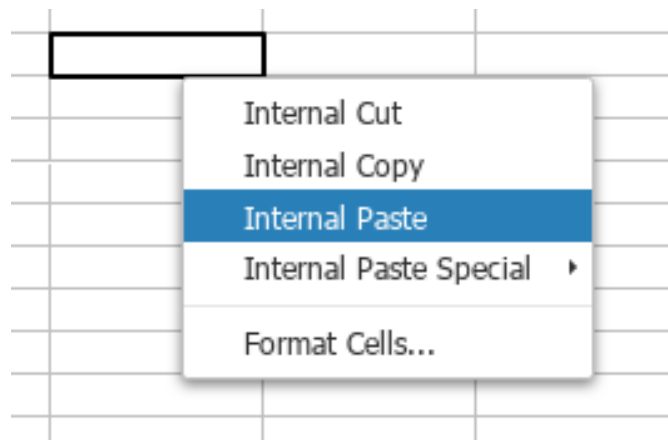 Internal Cut
Internal Copy
Internal Paste
Internal Paste Special
Format Cells...